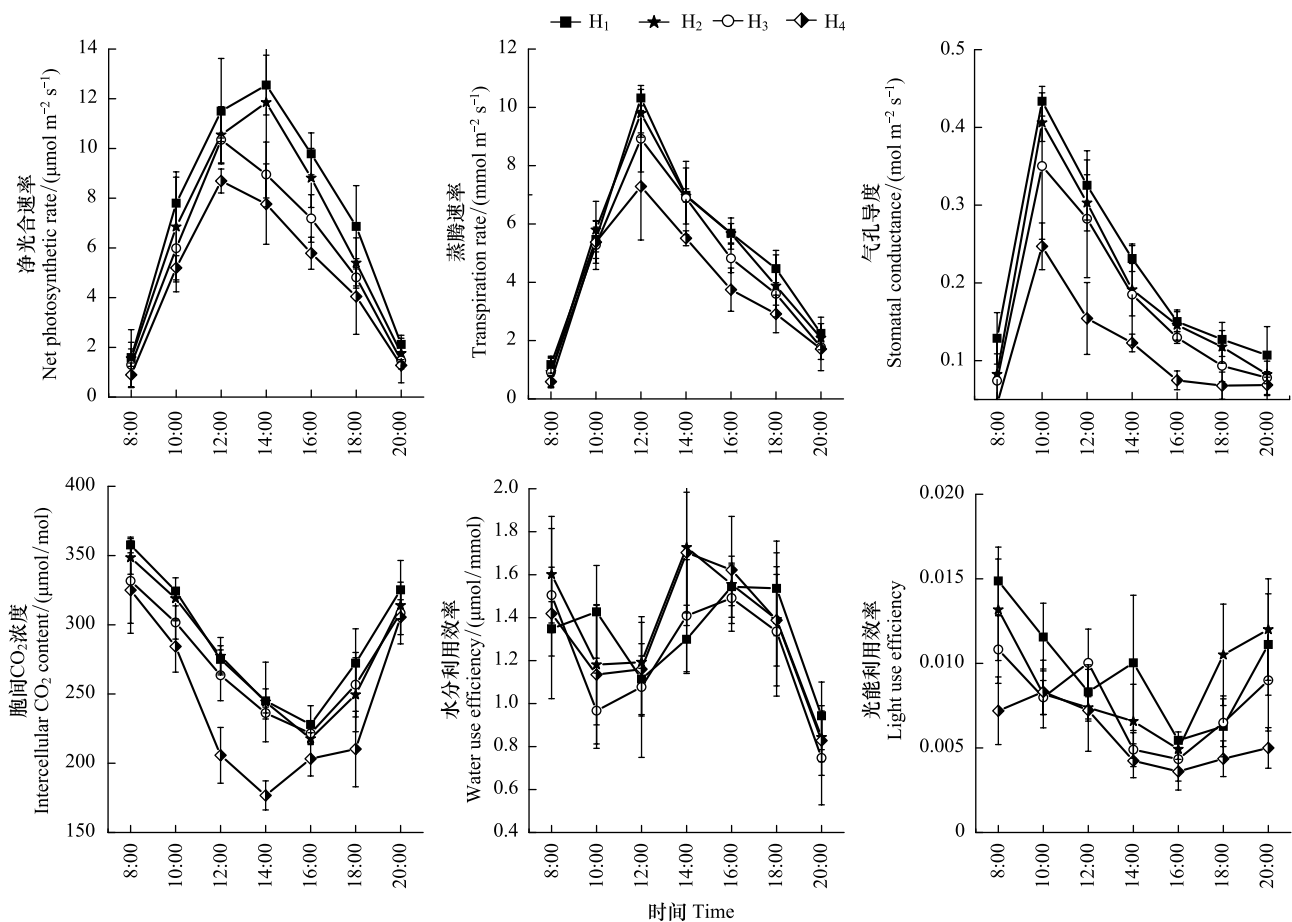 H₁ H₂ H₃ H₄
净光合速率
Net photosynthetic rate/(μmol m⁻² s⁻¹)
14
12
10
8
6
4
2
0
8:00 10:00 12:00 14:00 16:00 18:00 20:00
蒸腾速率
Transpiration rate/(mmol m⁻² s⁻¹)
12
10
8
6
4
2
0
8:00 10:00 12:00 14:00 16:00 18:00 20:00
气孔导度
Stomatal conductance/(mol m⁻² s⁻¹)
0.5
0.4
0.3
0.2
0.1
8:00 10:00 12:00 14:00 16:00 18:00 20:00
胞间CO₂浓度
Intercellular CO₂ content/(μmol/mol)
400
350
300
250
200
150
8:00 10:00 12:00 14:00 16:00 18:00 20:00
水分利用效率
Water use efficiency/(μmol/mmol)
2.0
1.8
1.6
1.4
1.2
1.0
0.8
0.6
0.4
8:00 10:00 12:00 14:00 16:00 18:00 20:00
光能利用效率
Light use efficiency
0.020
0.015
0.010
0.005
0
8:00 10:00 12:00 14:00 16:00 18:00 20:00
时间 Time